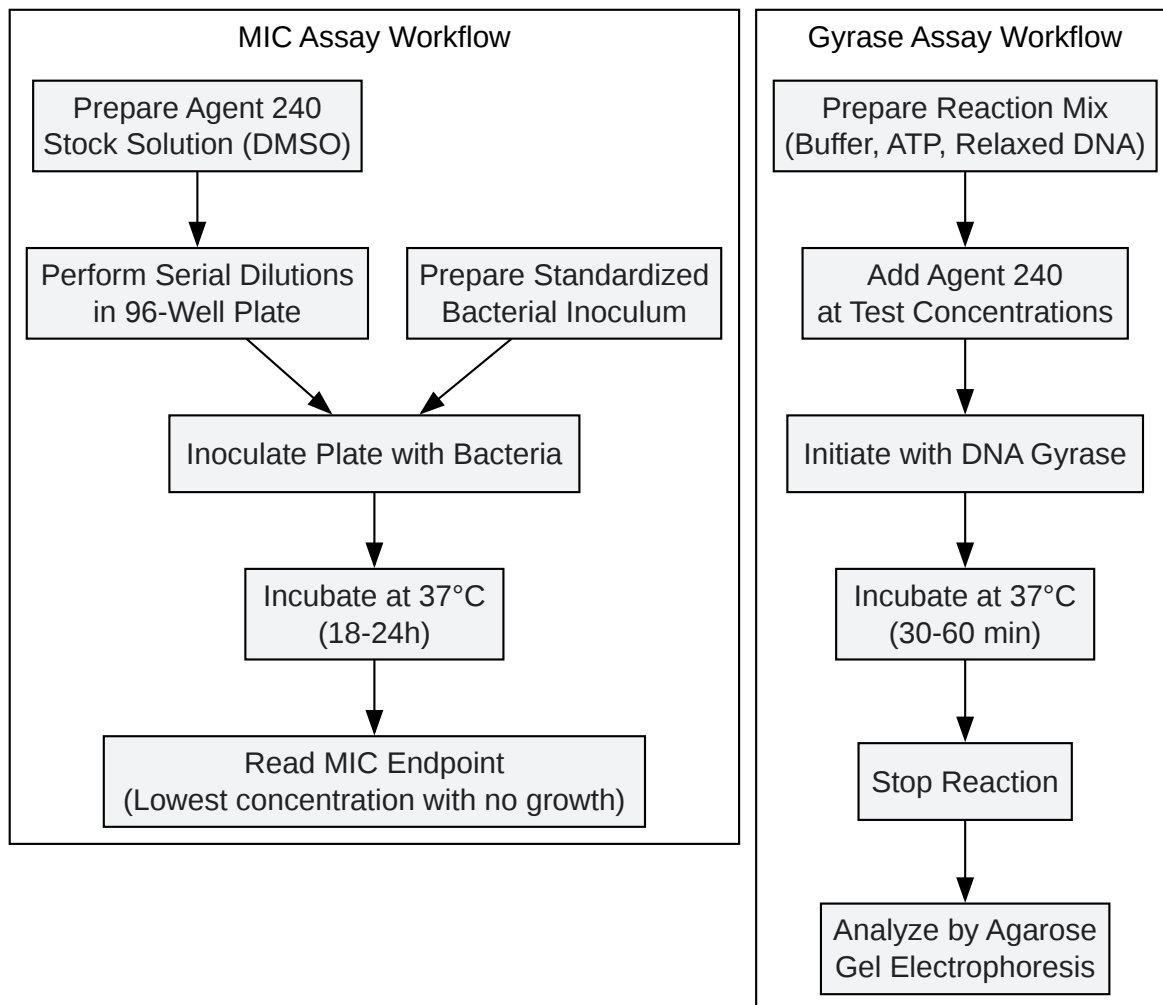 MIC Assay Workflow
Prepare Agent 240
Stock Solution (DMSO)
Perform Serial Dilutions
in 96-Well Plate
Prepare Standardized
Bacterial Inoculum
Inoculate Plate with Bacteria
Incubate at 37°C
(18-24h)
Read MIC Endpoint
(Lowest concentration with no growth)
Gyrase Assay Workflow
Prepare Reaction Mix
(Buffer, ATP, Relaxed DNA)
Add Agent 240
at Test Concentrations
Initiate with DNA Gyrase
Incubate at 37°C
(30-60 min)
Stop Reaction
Analyze by Agarose
Gel Electrophoresis